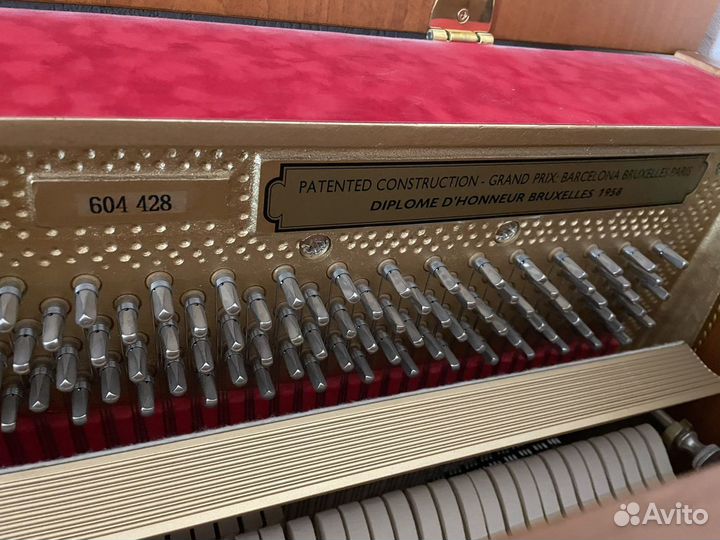 604 428
PATENTED CONSTRUCTION - GRAND PRIX: BARCELONA BRUXELLES PARIS
DIPLOME D'HONNEUR BRUXELLES 1958
Avito